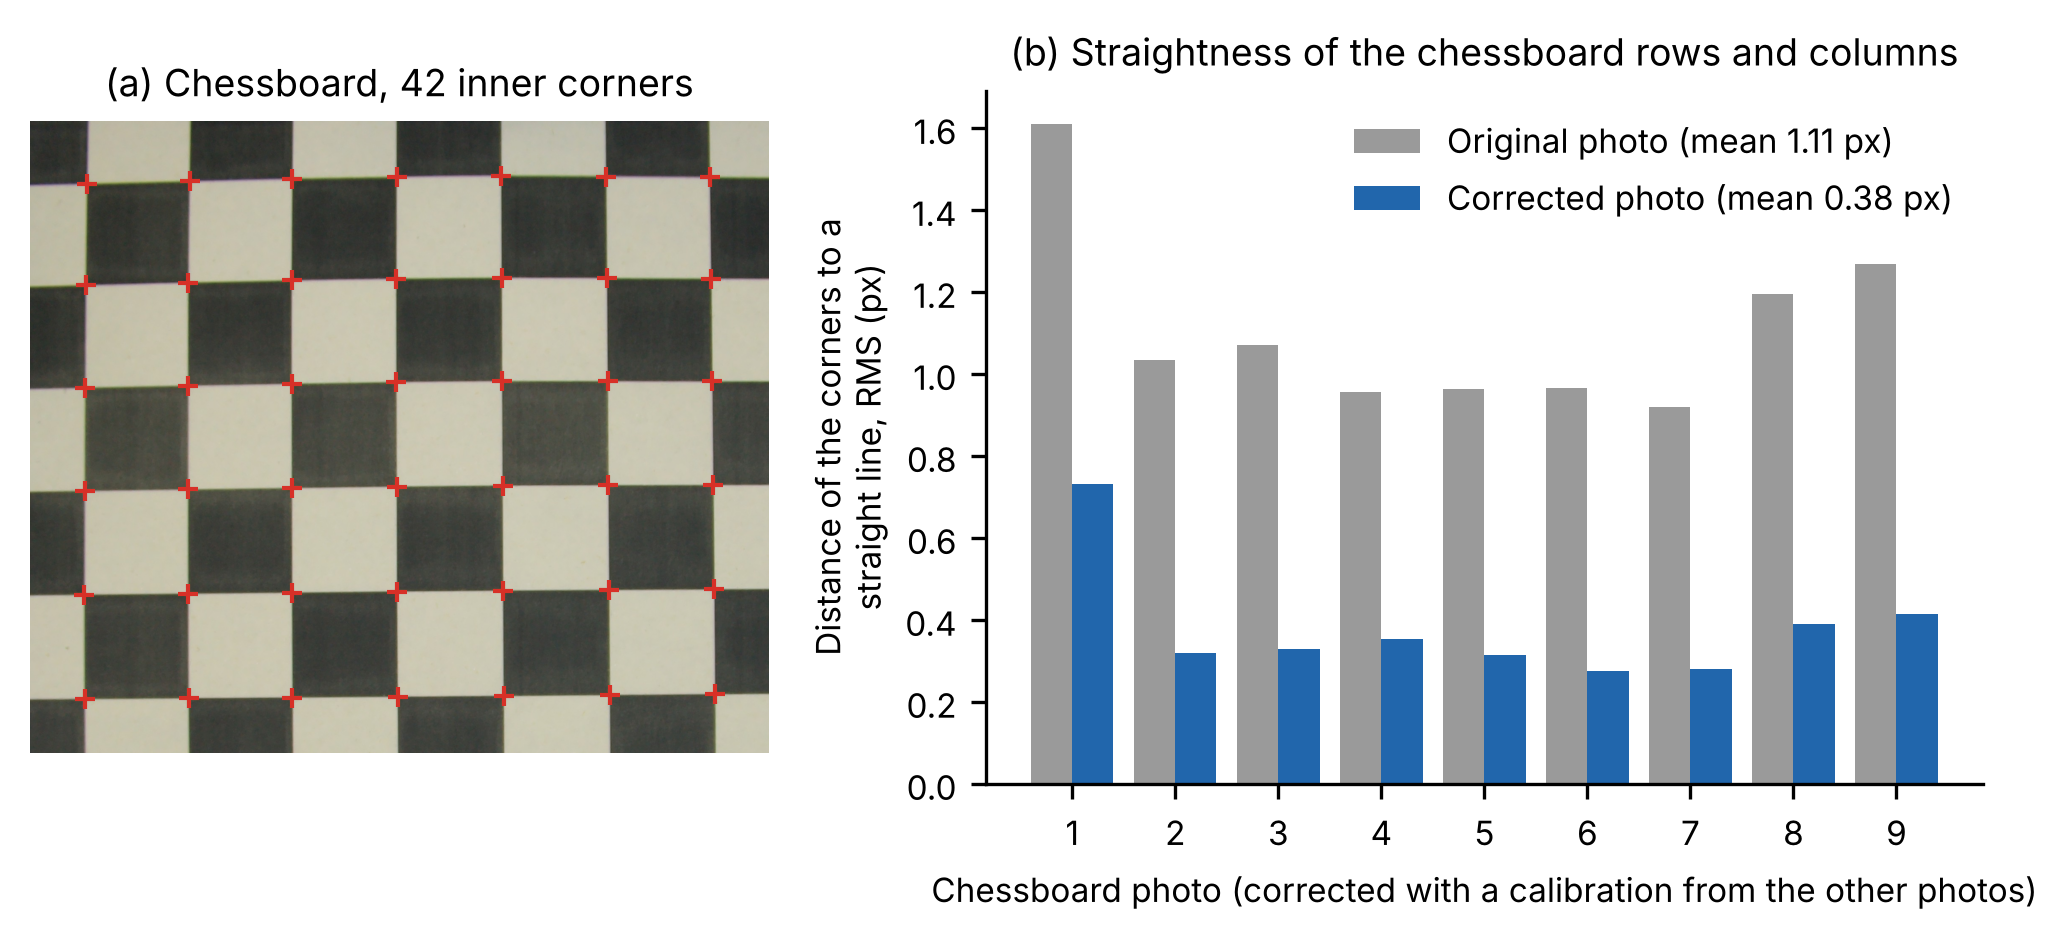 (a) Chessboard, 42 inner corners
(b) Straightness of the chessboard rows and columns
Distance of the corners to a
straight line, RMS (px)
1.6
1.4
1.2
1.0
0.8
0.6
0.4
0.2
0.0
Original photo (mean 1.11 px)
Corrected photo (mean 0.38 px)
1 2 3 4 5 6 7 8 9
Chessboard photo (corrected with a calibration from the other photos)